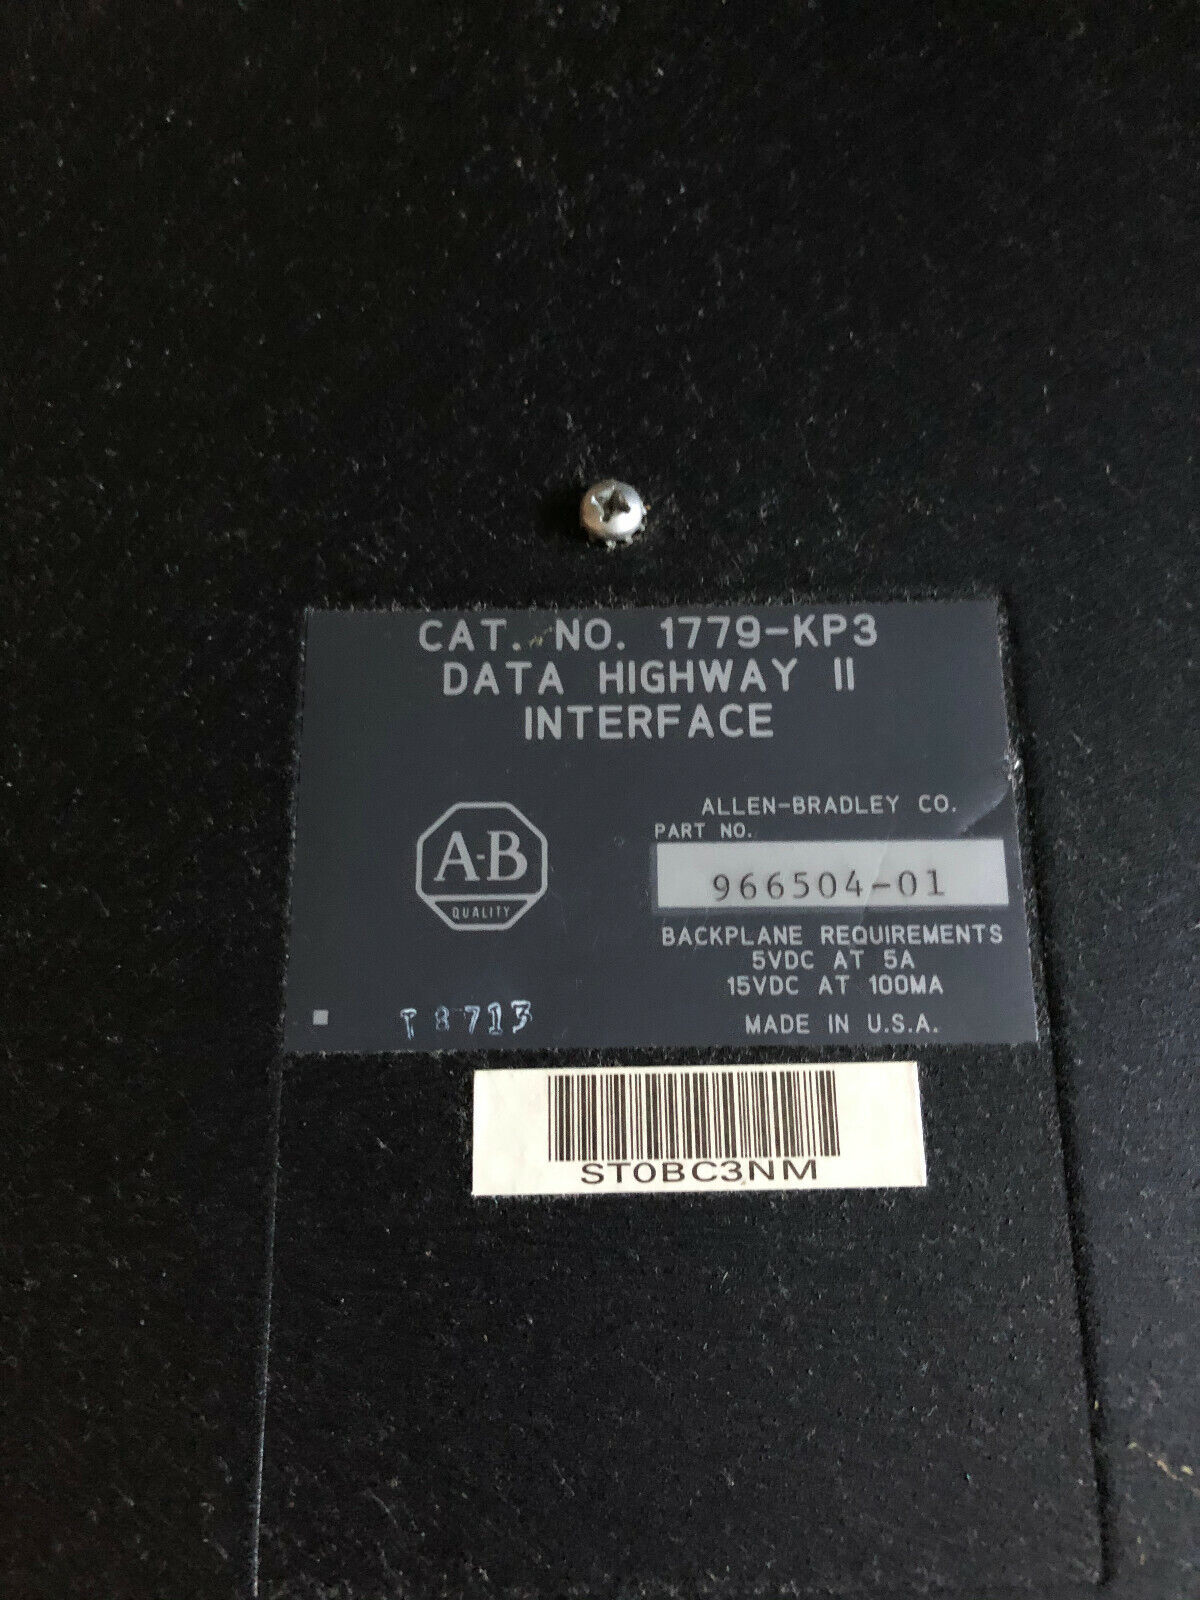 CAT. NO. 1779-KP3
DATA HIGHWAY II
INTERFACE
ALLEN-BRADLEY CO.
PART NO.
966504-01
A-B
QUALITY
BACKPLANE REQUIREMENTS
5VDC AT 5A
15VDC AT 100MA
T8713
MADE IN U.S.A.
ST0BC3NM